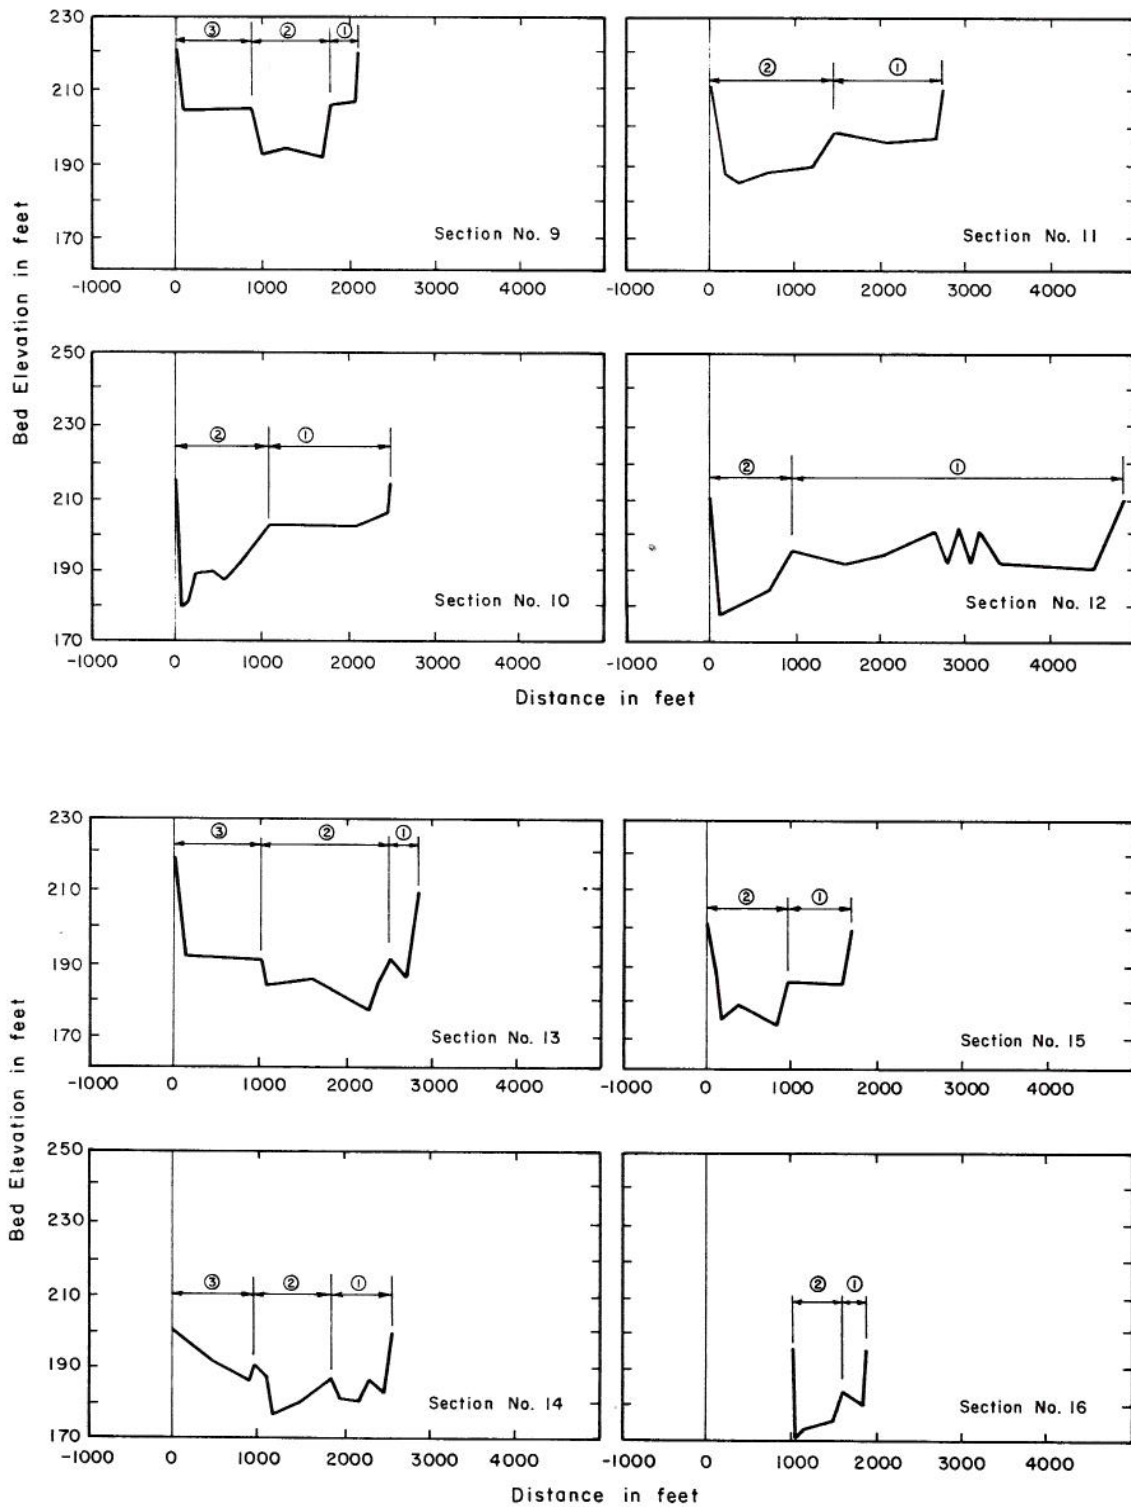 230
210
190
170
③ ② ①
Section No. 9
-1000 0 1000 2000 3000 4000
② ①
Section No. 11
-1000 0 1000 2000 3000 4000
Bed Elevation in feet
250
230
210
190
170
② ①
Section No. 10
-1000 0 1000 2000 3000 4000
② ①
Section No. 12
-1000 0 1000 2000 3000 4000
Distance in feet
230
210
190
170
③ ② ①
Section No. 13
-1000 0 1000 2000 3000 4000
② ①
Section No. 15
-1000 0 1000 2000 3000 4000
Bed Elevation in feet
250
230
210
190
170
③ ② ①
Section No. 14
-1000 0 1000 2000 3000 4000
② ①
Section No. 16
-1000 0 1000 2000 3000 4000
Distance in feet